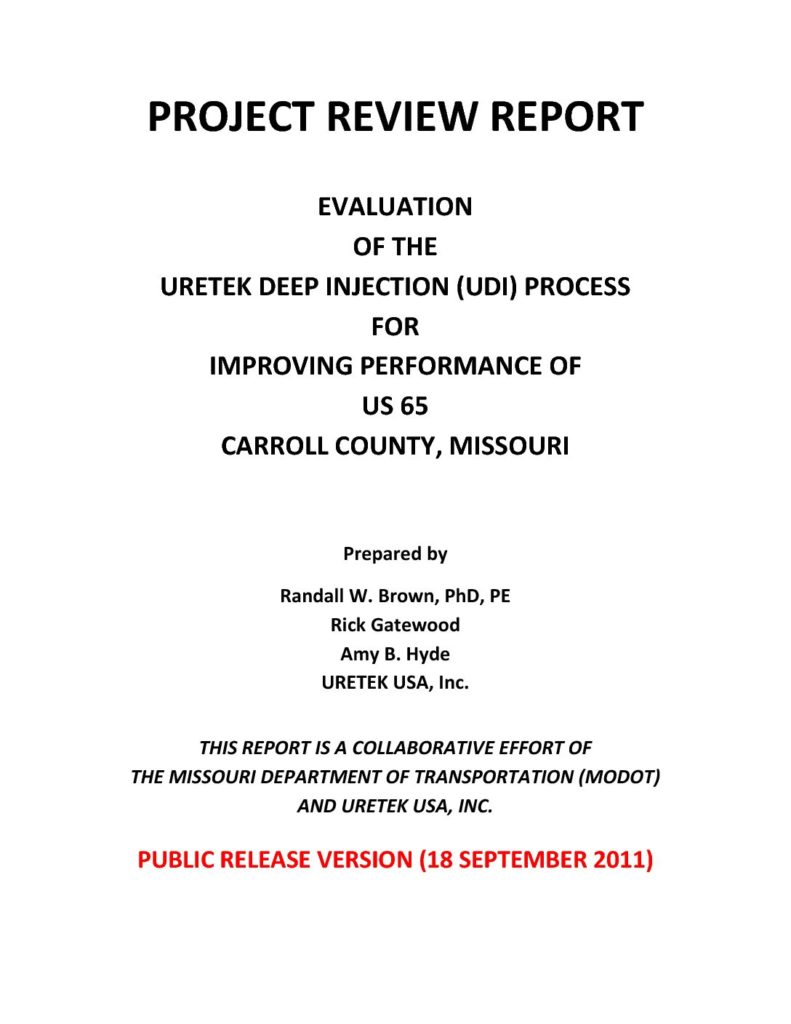 PROJECT REVIEW REPORT
EVALUATION
OF THE
URETEK DEEP INJECTION (UDI) PROCESS
FOR
IMPROVING PERFORMANCE OF
US 65
CARROLL COUNTY, MISSOURI
Prepared by
Randall W. Brown, PhD, PE
Rick Gatewood
Amy B. Hyde
URETEK USA, Inc.
THIS REPORT IS A COLLABORATIVE EFFORT OF
THE MISSOURI DEPARTMENT OF TRANSPORTATION (MODOT)
AND URETEK USA, INC.
PUBLIC RELEASE VERSION (18 SEPTEMBER 2011)